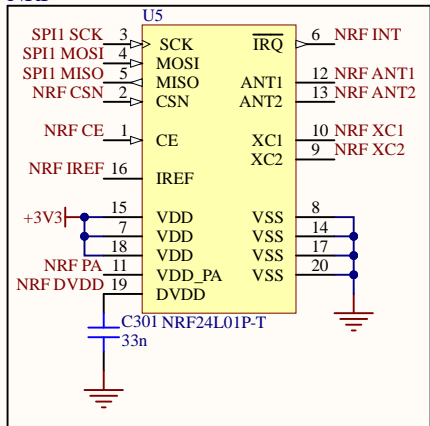 NRF
U5
SPI1 SCK 3 SCK IRQ 6 NRF INT
SPI1 MOSI 4 MOSI
SPI1 MISO 5 MISO ANT1 12 NRF ANT1
NRF CSN 2 CSN ANT2 13 NRF ANT2
NRF CE 1 CE XC1 10 NRF XC1
XC2 9 NRF XC2
NRF IREF 16 IREF
+3V3 15 VDD VSS 8
7 VDD VSS 14
18 VDD VSS 17
NRF PA 11 VDD_PA VSS 20
NRF DVDD 19 DVDD
C301 NRF24L01P-T
33n